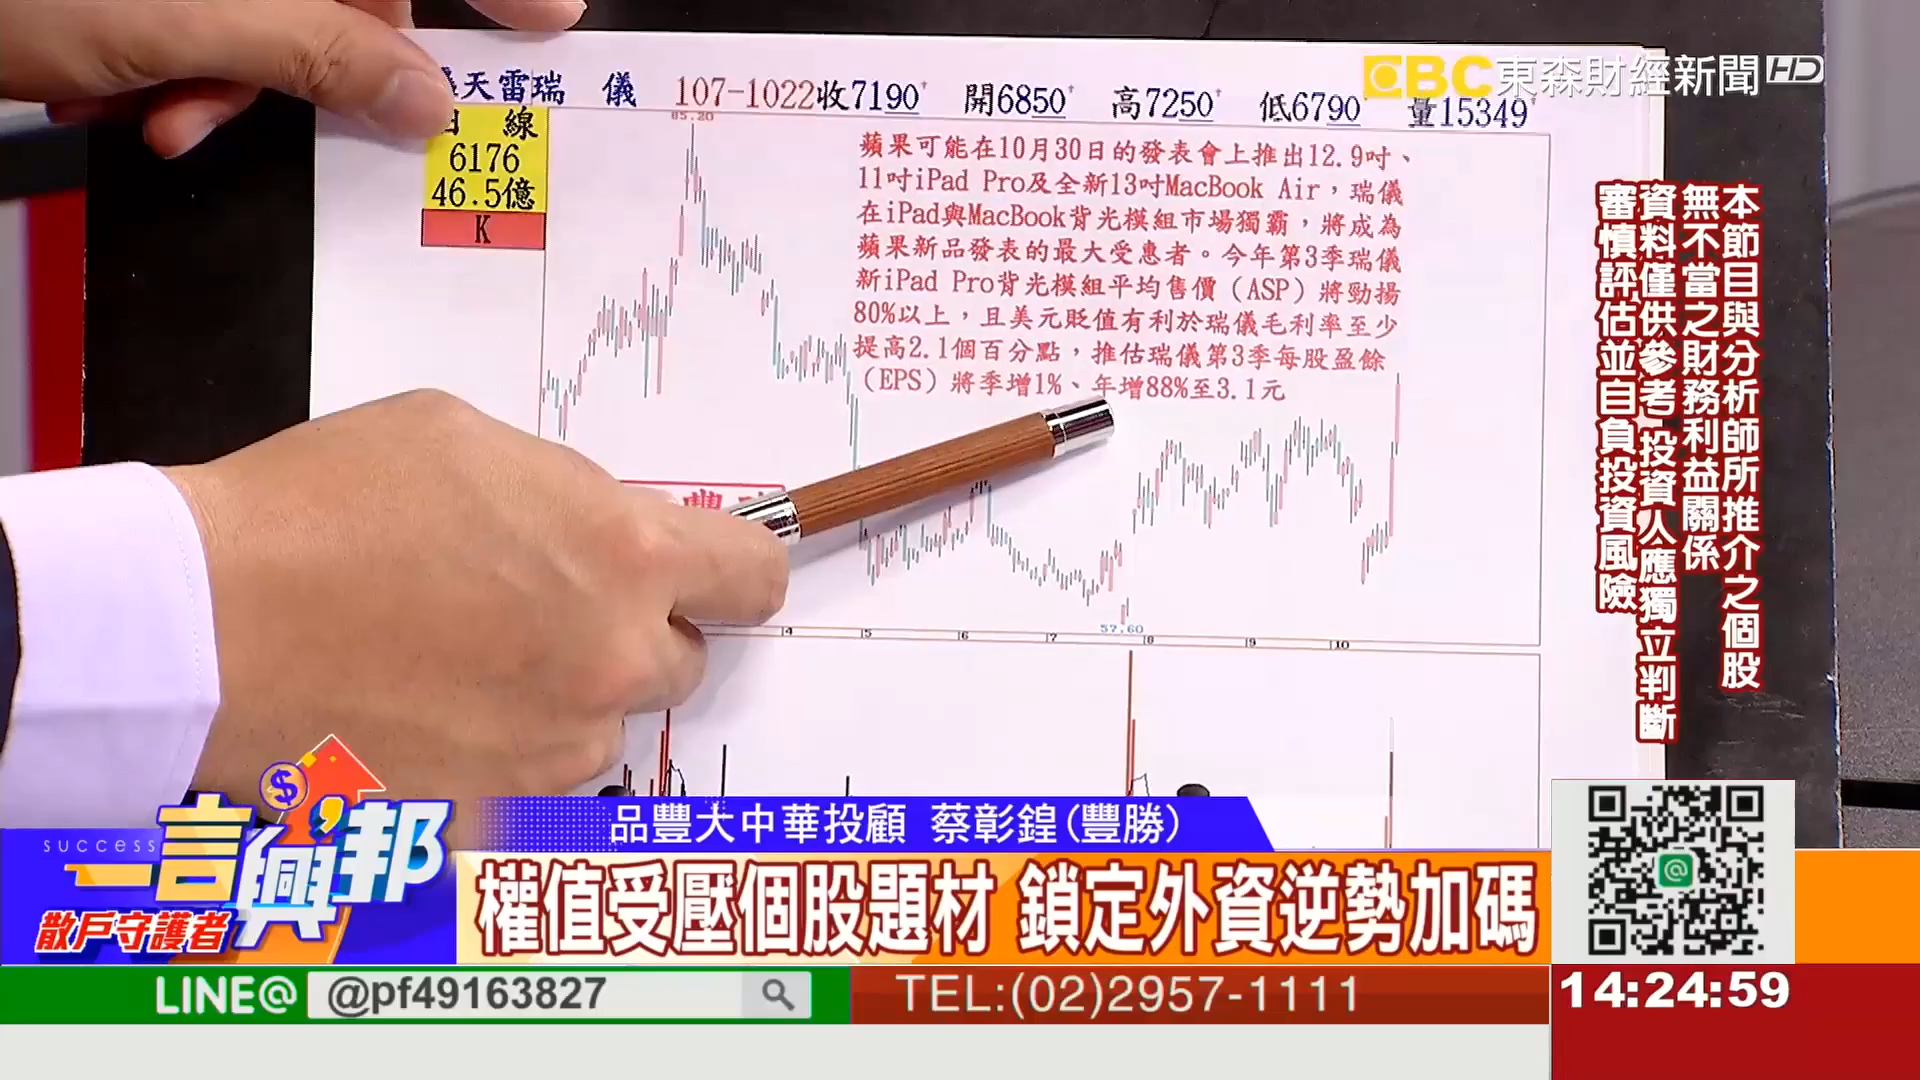 EBC 東森財經新聞 HD
天雷瑞 儀 107-1022收7190 開6850 高7250 低6790 量15349
日 線
6176
46.5億
K
85.20
蘋果可能在10月30日的發表會上推出12.9吋、
11吋iPad Pro及全新13吋MacBook Air，瑞儀
在iPad與MacBook背光模組市場獨霸，將成為
蘋果新品發表的最大受惠者。今年第3季瑞儀
新iPad Pro背光模組平均售價（ASP）將勁揚
80%以上，且美元貶值有利於瑞儀毛利率至少
提高2.1個百分點，推估瑞儀第3季每股盈餘
（EPS）將季增1%、年增88%至3.1元
57.60
4 5 6 7 8 9 10
本節目與分析師所推介之個股
無不當之財務利益關係
資料僅供參考 投資人應獨立判斷
審慎評估並自負投資風險
success
一言興邦
散戶守護者
品豐大中華投顧 蔡彰鍠(豐勝)
權值受壓個股題材 鎖定外資逆勢加碼
LINE@ @pf49163827 TEL:(02)2957-1111
14:24:59